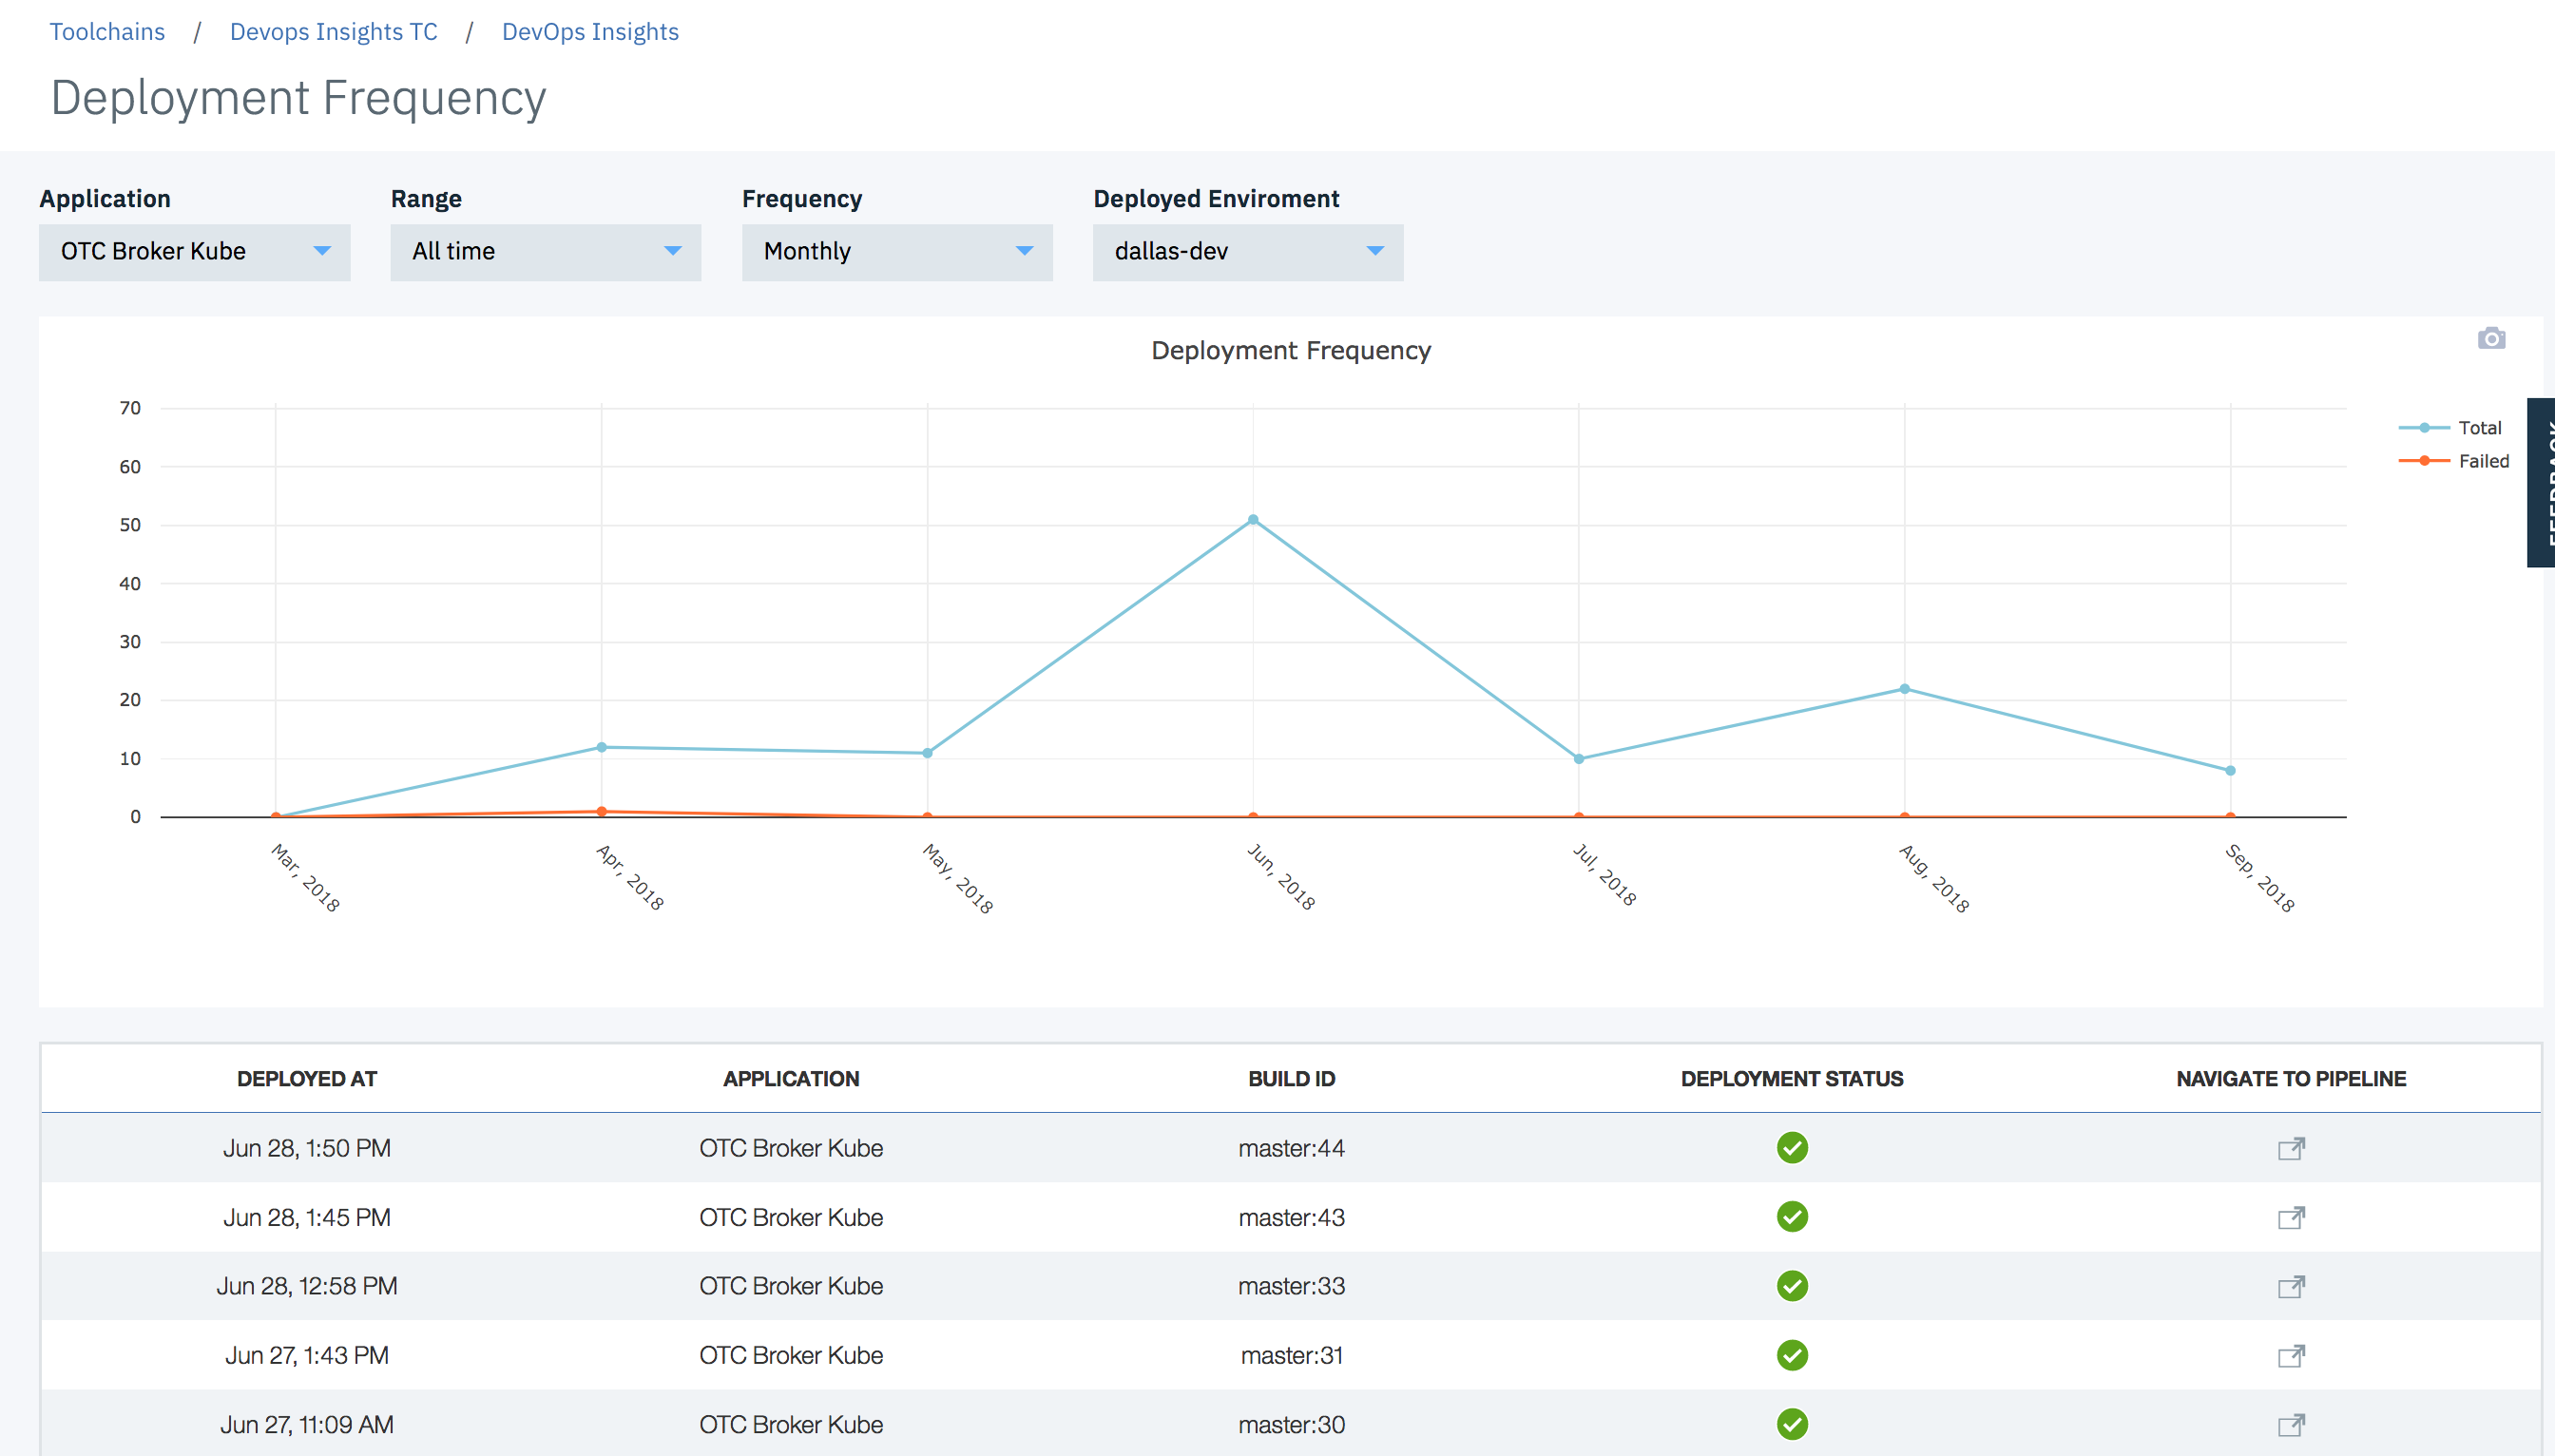 Toolchains / Devops Insights TC / DevOps Insights
Deployment Frequency
Application Range Frequency Deployed Enviroment
OTC Broker Kube All time Monthly dallas-dev
Deployment Frequency
70
60
50
40
30
20
10
0
Total
Failed
FEEDBACK
Mar, 2018 Apr, 2018 May, 2018 Jun, 2018 Jul, 2018 Aug, 2018 Sep, 2018
DEPLOYED AT APPLICATION BUILD ID DEPLOYMENT STATUS NAVIGATE TO PIPELINE
Jun 28, 1:50 PM OTC Broker Kube master:44
Jun 28, 1:45 PM OTC Broker Kube master:43
Jun 28, 12:58 PM OTC Broker Kube master:33
Jun 27, 1:43 PM OTC Broker Kube master:31
Jun 27, 11:09 AM OTC Broker Kube master:30